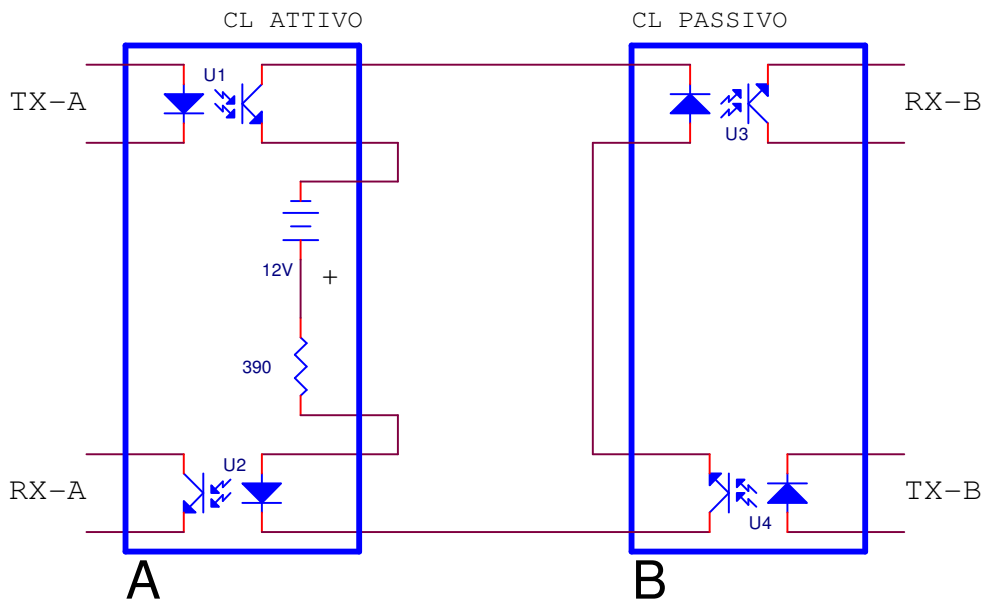 CL ATTIVO
CL PASSIVO
U1
TX-A
RX-B
U3
12V
+
390
U2
RX-A
TX-B
U4
A
B